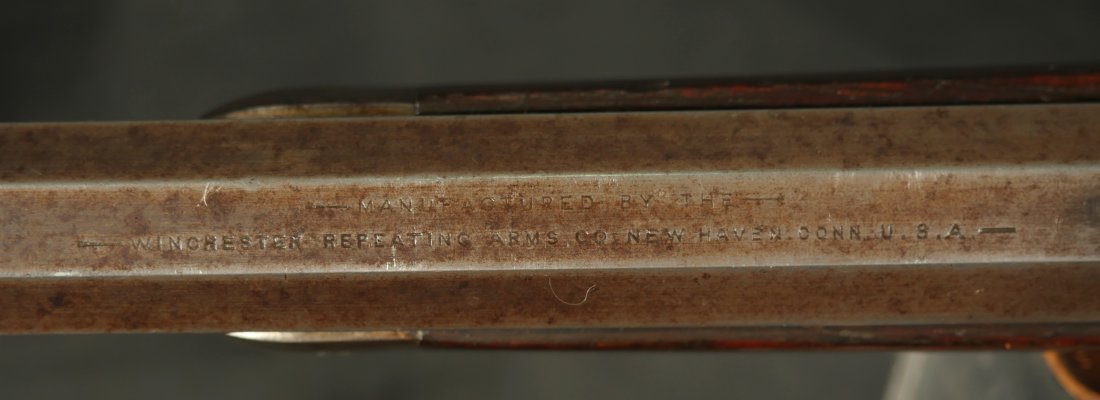 — MANUFACTURED BY THE —
— WINCHESTER REPEATING ARMS. CO. NEW HAVEN. CONN. U. S. A. —